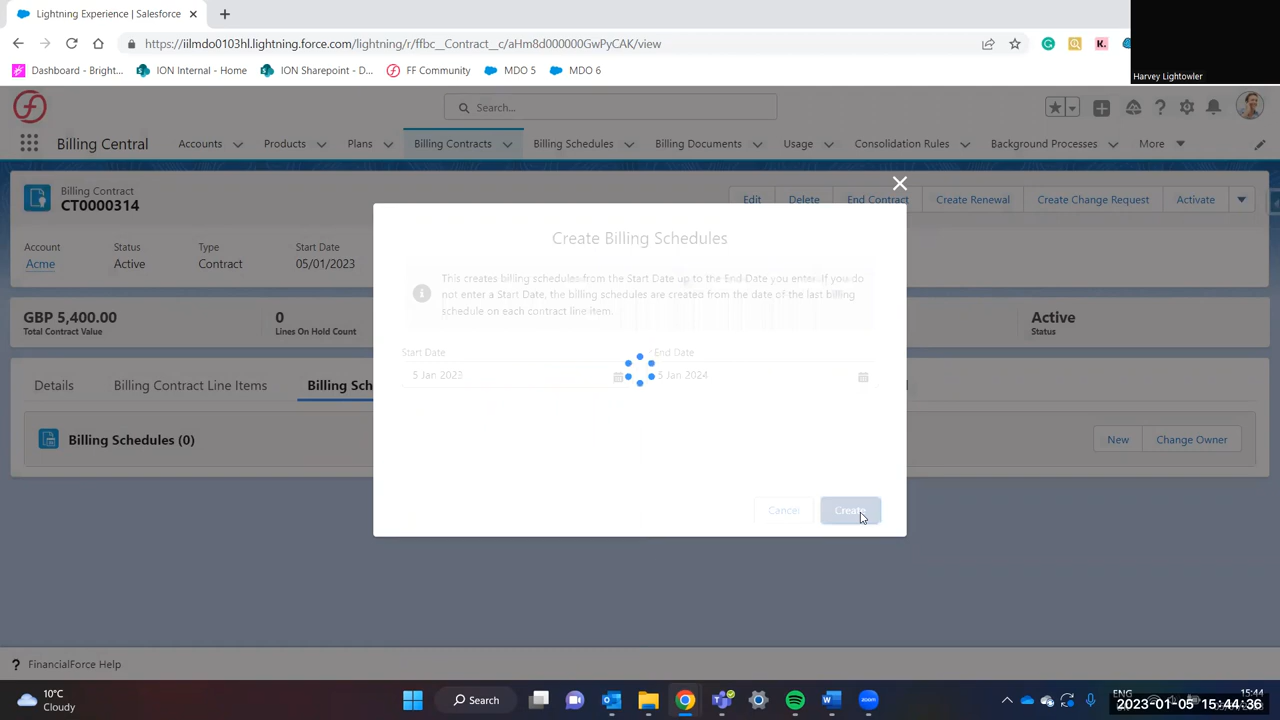 Lightning Experience | Salesforce
https://iilmdo0103hl.lightning.force.com/lightning/r/ffbc__Contract__c/aHm8d000000GwPyCAK/view
Harvey Lightowler
Dashboard - Bright...
ION Internal - Home
ION Sharepoint - D...
FF Community
MDO 5
MDO 6
Search...
Billing Central
Accounts
Products
Plans
Billing Contracts
Billing Schedules
Billing Documents
Usage
Consolidation Rules
Background Processes
More
Billing Contract
CT0000314
Edit
Delete
End Contract
Create Renewal
Create Change Request
Activate
Account
Status
Type
Start Date
Acme
Active
Contract
05/01/2023
GBP 5,400.00
Total Contract Value
0
Lines On Hold Count
Active
Status
Details
Billing Contract Line Items
Billing Sch
Billing Schedules (0)
New
Change Owner
Create Billing Schedules
This creates billing schedules from the Start Date up to the End Date you enter. If you do
not enter a Start Date, the billing schedules are created from the date of the last billing
schedule on each contract line item.
Start Date
*End Date
5 Jan 2023
5 Jan 2024
Cancel
Create
? FinancialForce Help
10°C
Cloudy
Search
ENG
15:44
2023-01-05 15:44:36